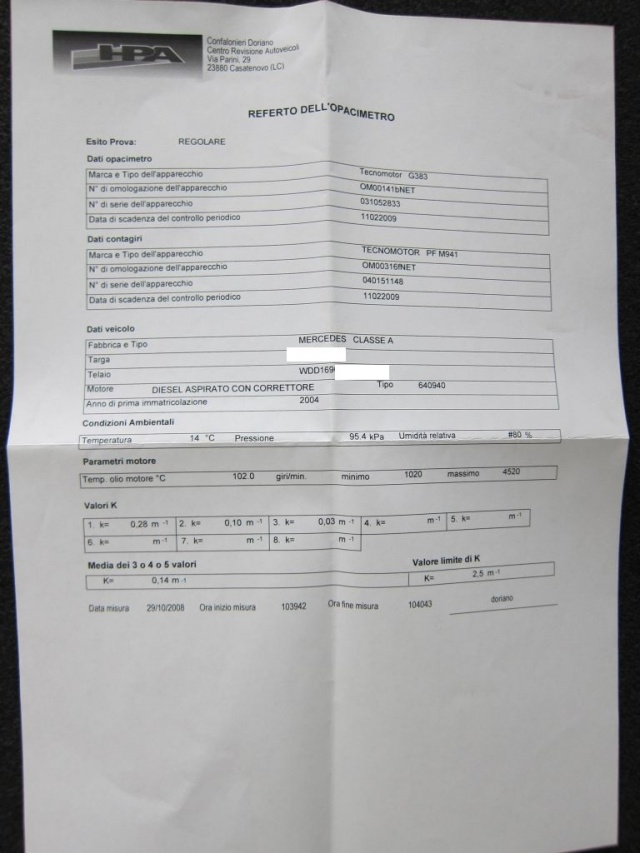 HPA
Confalonieri Doriano
Centro Revisione Autoveicoli
Via Parini, 29
23880 Casatenovo (LC)
REFERTO DELL'OPACIMETRO
Esito Prova: REGOLARE
Dati opacimetro
Marca e Tipo dell'apparecchio Tecnomotor G383
N° di omologazione dell'apparecchio OM00141bNET
N° di serie dell'apparecchio 031052833
Data di scadenza del controllo periodico 11022009
Dati contagiri
Marca e Tipo dell'apparecchio TECNOMOTOR PF M941
N° di omologazione dell'apparecchio OM00316fNET
N° di serie dell'apparecchio 040151148
Data di scadenza del controllo periodico 11022009
Dati veicolo
Fabbrica e Tipo MERCEDES CLASSE A
Targa
Telaio WDD169
Motore DIESEL ASPIRATO CON CORRETTORE Tipo 640940
Anno di prima immatricolazione 2004
Condizioni Ambientali
Temperatura 14 °C Pressione 95.4 kPa Umidità relativa #80 %
Parametri motore
Temp. olio motore °C 102.0 giri/min. minimo 1020 massimo 4520
Valori K
1. k= 0,28 m -1 2. k= 0,10 m -1 3. k= 0,03 m -1 4. k= m -1 5. k= m -1
6. k= m -1 7. k= m -1 8. k= m -1
Media dei 3 o 4 o 5 valori Valore limite di K
K= 0,14 m -1 K= 2.5 m -1
Data misura 29/10/2008 Ora inizio misura 103942 Ora fine misura 104043 doriano